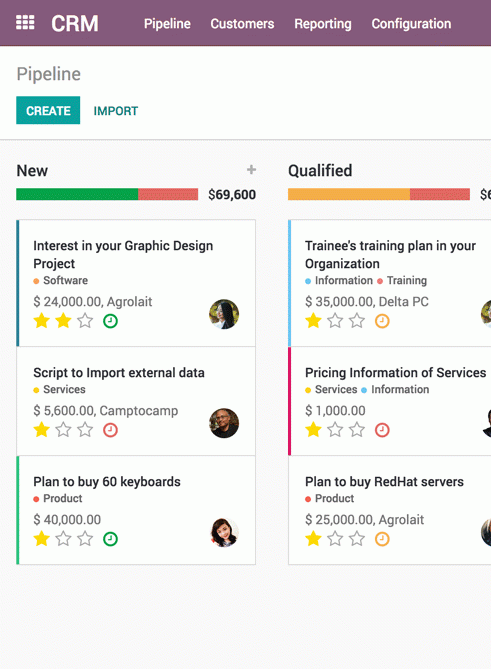 CRM Pipeline Customers Reporting Configuration
Pipeline
CREATE IMPORT
New +
$69,600
Interest in your Graphic Design
Project
Software
$ 24,000.00, Agrolait
Script to Import external data
Services
$ 5,600.00, Camptocamp
Plan to buy 60 keyboards
Product
$ 40,000.00
Qualified
Trainee's training plan in your
Organization
Information Training
$ 35,000.00, Delta PC
Pricing Information of Services
Services Information
$ 1,000.00
Plan to buy RedHat servers
Product
$ 25,000.00, Agrolait